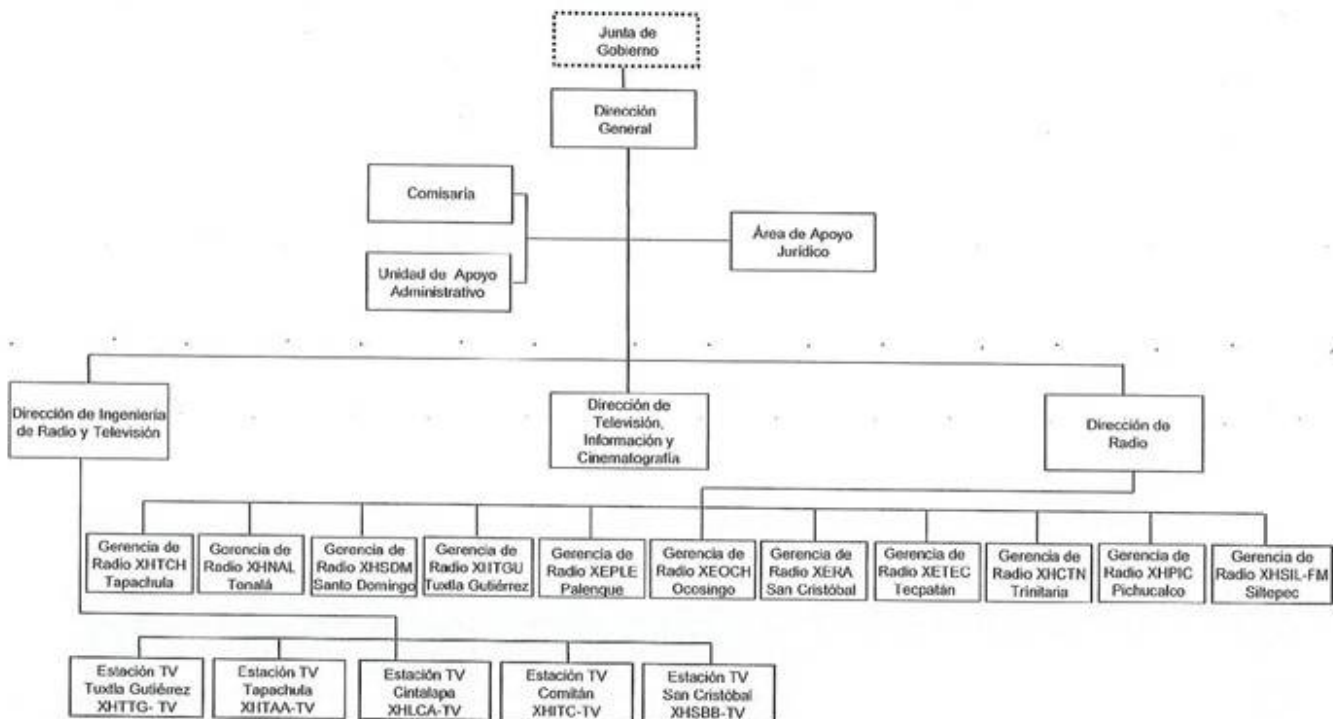 Junta de
Gobierno
Dirección
General
Comisaria
Área de Apoyo
Jurídico
Unidad de Apoyo
Administrativo
Dirección de Ingeniería
de Radio y Televisión
Dirección de
Televisión,
Información y
Cinematografía
Dirección de
Radio
Gerencia de
Radio XHTCH
Tapachula
Gerencia de
Radio XHNAL
Tonalá
Gerencia de
Radio XHSDM
Santo Domingo
Gerencia de
Radio XHTGU
Tuxtla Gutiérrez
Gerencia de
Radio XEPLE
Palenque
Gerencia de
Radio XEOCH
Ocosingo
Gerencia de
Radio XERA
San Cristóbal
Gerencia de
Radio XETEC
Tecpatán
Gerencia de
Radio XHCTN
Trinitaria
Gerencia de
Radio XHPIC
Pichucalco
Gerencia de
Radio XHSIL-FM
Siltepec
Estación TV
Tuxtla Gutiérrez
XHTTG- TV
Estación TV
Tapachula
XHTAA-TV
Estación TV
Cintalapa
XHLCA-TV
Estación TV
Comitán
XHITC-TV
Estación TV
San Cristóbal
XHSBB-TV